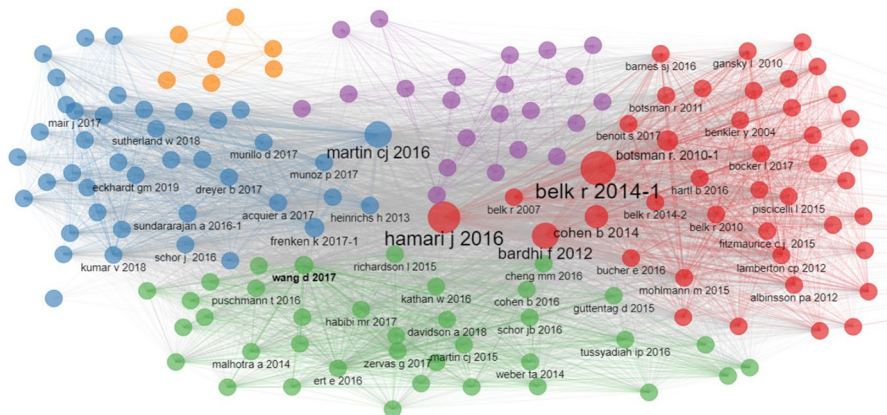 barnes sj 2016
gansky l 2010
botsman r 2011
mair j 2017
benkler y 2004
sutherland w 2018
benoit s 2017
murillo d 2017
martin cj 2016
botsman r. 2010-1
bocker l 2017
munoz p 2017
eckhardt gm 2019
dreyer b 2017
belk r 2014-1
hartl b 2016
belk r 2007
acquier a 2017
heinrichs h 2013
belk r 2014-2
piscicelli l 2015
sundararajan a 2016-1
belk r 2010
cohen b 2014
frenken k 2017-1
hamari j 2016
schor j. 2016
fitzmaurice c j. 2015
bardhi f 2012
kumar v 2018
richardson l 2015
bucher e 2016
lamberton cp 2012
cheng mm 2016
wang d 2017
mohlmann m 2015
albinsson pa 2012
puschmann t 2016
kathan w 2016
cohen b 2016
guttentag d 2015
habibi mr 2017
davidson a 2018
schor jb 2016
tussyadiah ip 2016
martin cj 2015
malhotra a 2014
zervas g 2017
weber ta 2014
ert e 2016